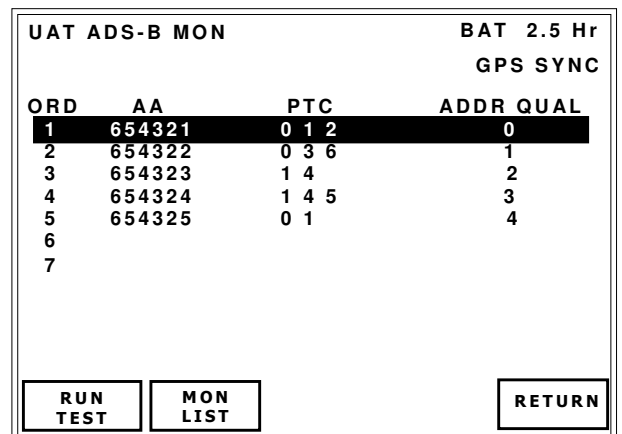 UAT ADS-B MON BAT 2.5 Hr
GPS SYNC
ORD AA PTC ADDR QUAL
1 654321 0 1 2 0
2 654322 0 3 6 1
3 654323 1 4 2
4 654324 1 4 5 3
5 654325 0 1 4
6
7
RUN TEST MON LIST RETURN